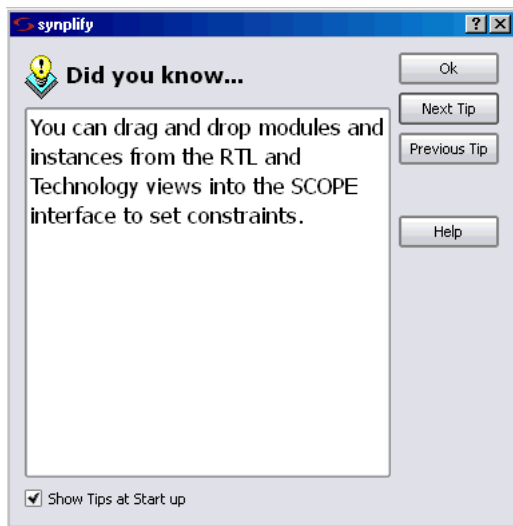 synplify
Did you know...
You can drag and drop modules and
instances from the RTL and
Technology views into the SCOPE
interface to set constraints.
Ok
Next Tip
Previous Tip
Help
Show Tips at Start up